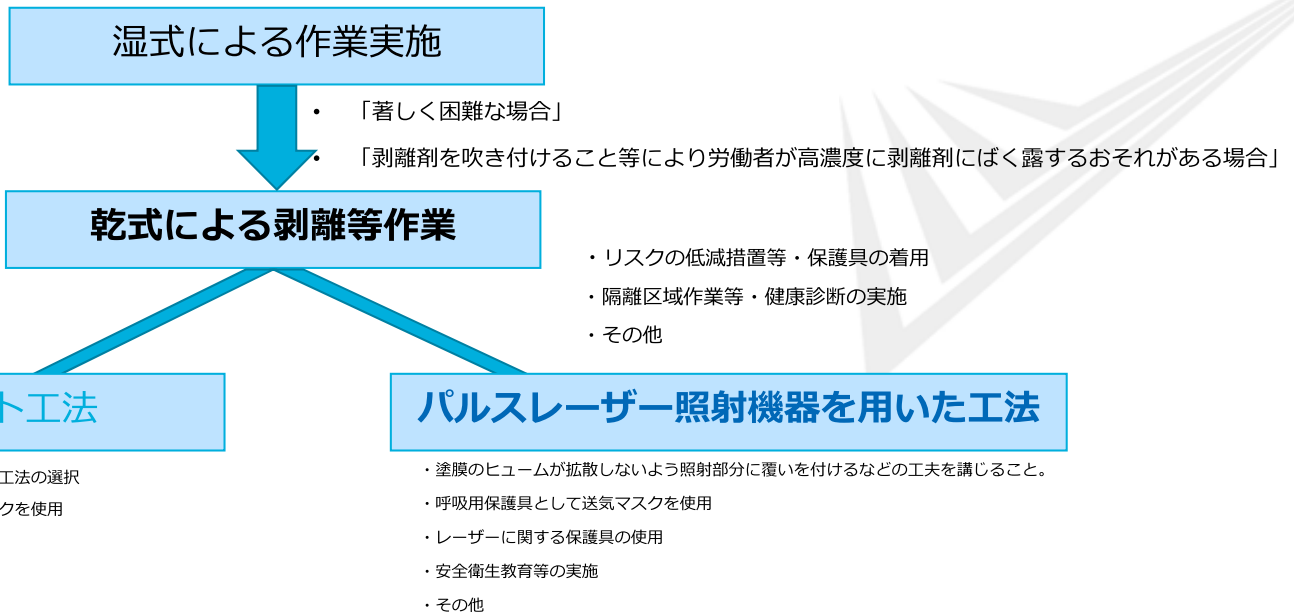 湿式による作業実施
• 「著しく困難な場合」
• 「剥離剤を吹き付けること等により労働者が高濃度に剥離剤にばく露するおそれがある場合」
乾式による剥離等作業
・リスクの低減措置等・保護具の着用
・隔離区域作業等・健康診断の実施
・その他
ト工法
工法の選択
クを使用
パルスレーザー照射機器を用いた工法
・塗膜のヒュームが拡散しないよう照射部分に覆いを付けるなどの工夫を講じること。
・呼吸用保護具として送気マスクを使用
・レーザーに関する保護具の使用
・安全衛生教育等の実施
・その他